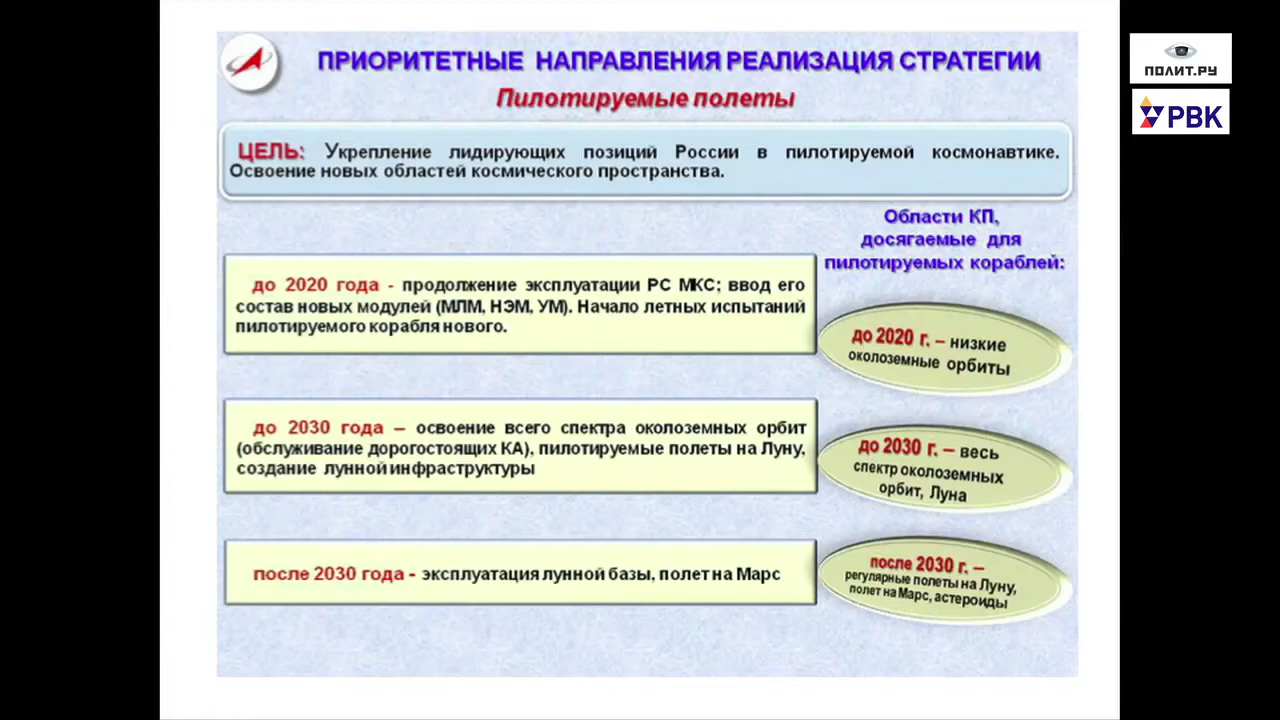 ПРИОРИТЕТНЫЕ НАПРАВЛЕНИЯ РЕАЛИЗАЦИЯ СТРАТЕГИИ
Пилотируемые полеты
ПОЛИТ.РУ
РВК
ЦЕЛЬ: Укрепление лидирующих позиций России в пилотируемой космонавтике.
Освоение новых областей космического пространства.
Области КП,
досягаемые для
пилотируемых кораблей:
до 2020 года - продолжение эксплуатации РС МКС; ввод его
состав новых модулей (МЛМ, НЭМ, УМ). Начало летных испытаний
пилотируемого корабля нового.
до 2020 г. – низкие
околоземные орбиты
до 2030 года – освоение всего спектра околоземных орбит
(обслуживание дорогостоящих КА), пилотируемые полеты на Луну,
создание лунной инфраструктуры
до 2030 г. – весь
спектр околоземных
орбит, Луна
после 2030 года - эксплуатация лунной базы, полет на Марс
после 2030 г. –
регулярные полеты на Луну,
полет на Марс, астероиды